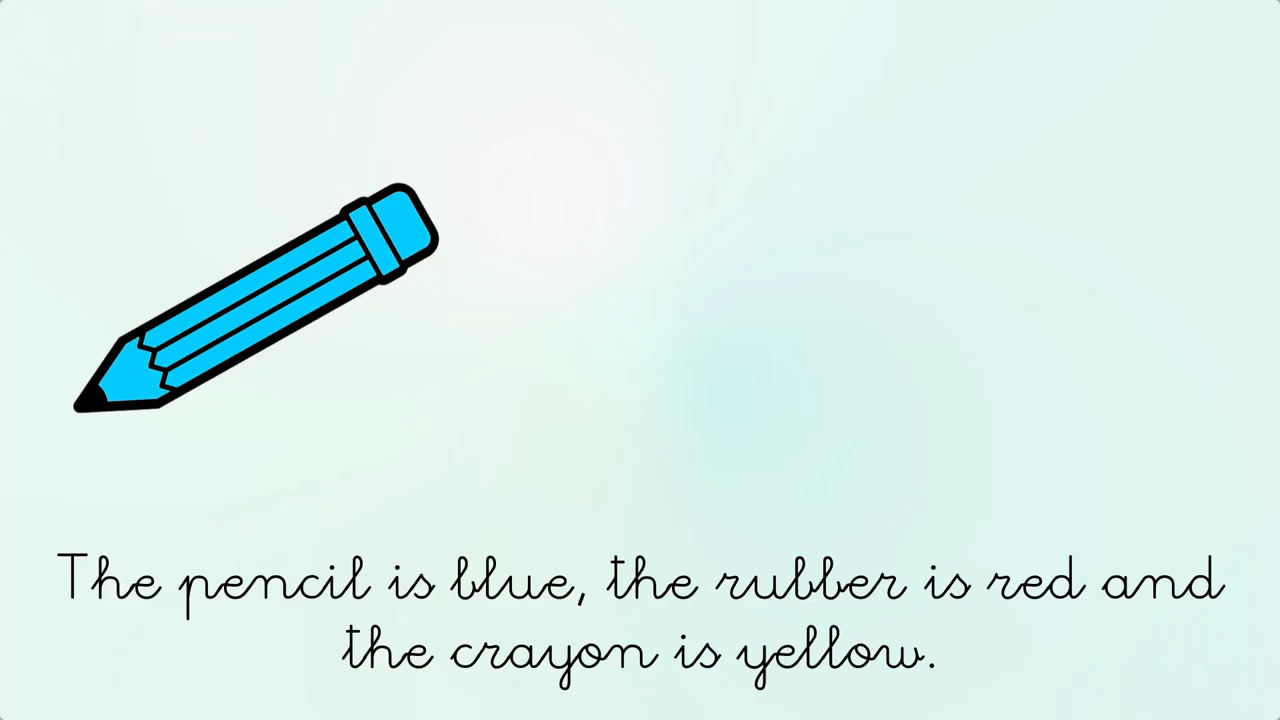 The pencil is blue, the rubber is red and
the crayon is yellow.